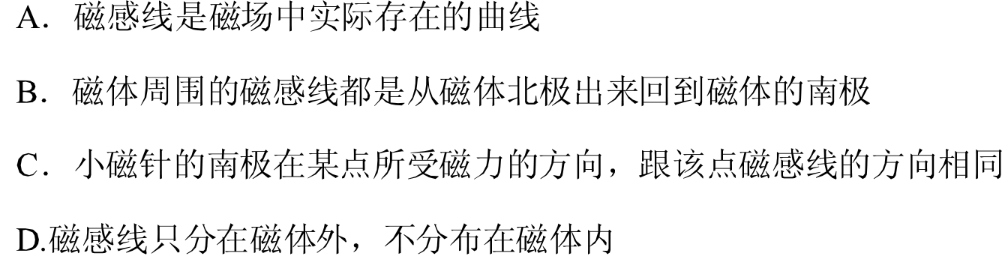 A．磁感线是磁场中实际存在的曲线
B．磁体周围的磁感线都是从磁体北极出来回到磁体的南极
C．小磁针的南极在某点所受磁力的方向，跟该点磁感线的方向相同
D.磁感线只分在磁体外，不分布在磁体内